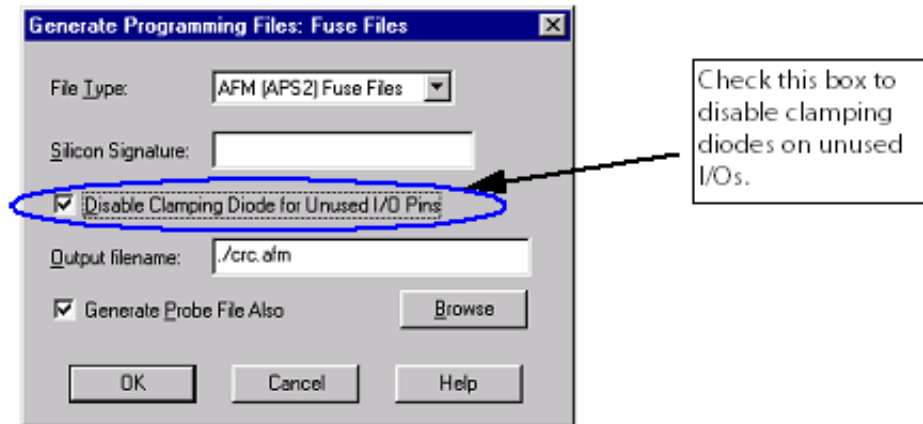 Generate Programming Files: Fuse Files
File Type: AFM (APS2) Fuse Files
Silicon Signature:
Disable Clamping Diode for Unused I/O Pins
Output filename: ./crc.afm
Generate Probe File Also Browse
OK Cancel Help
Check this box to
disable clamping
diodes on unused
I/Os.